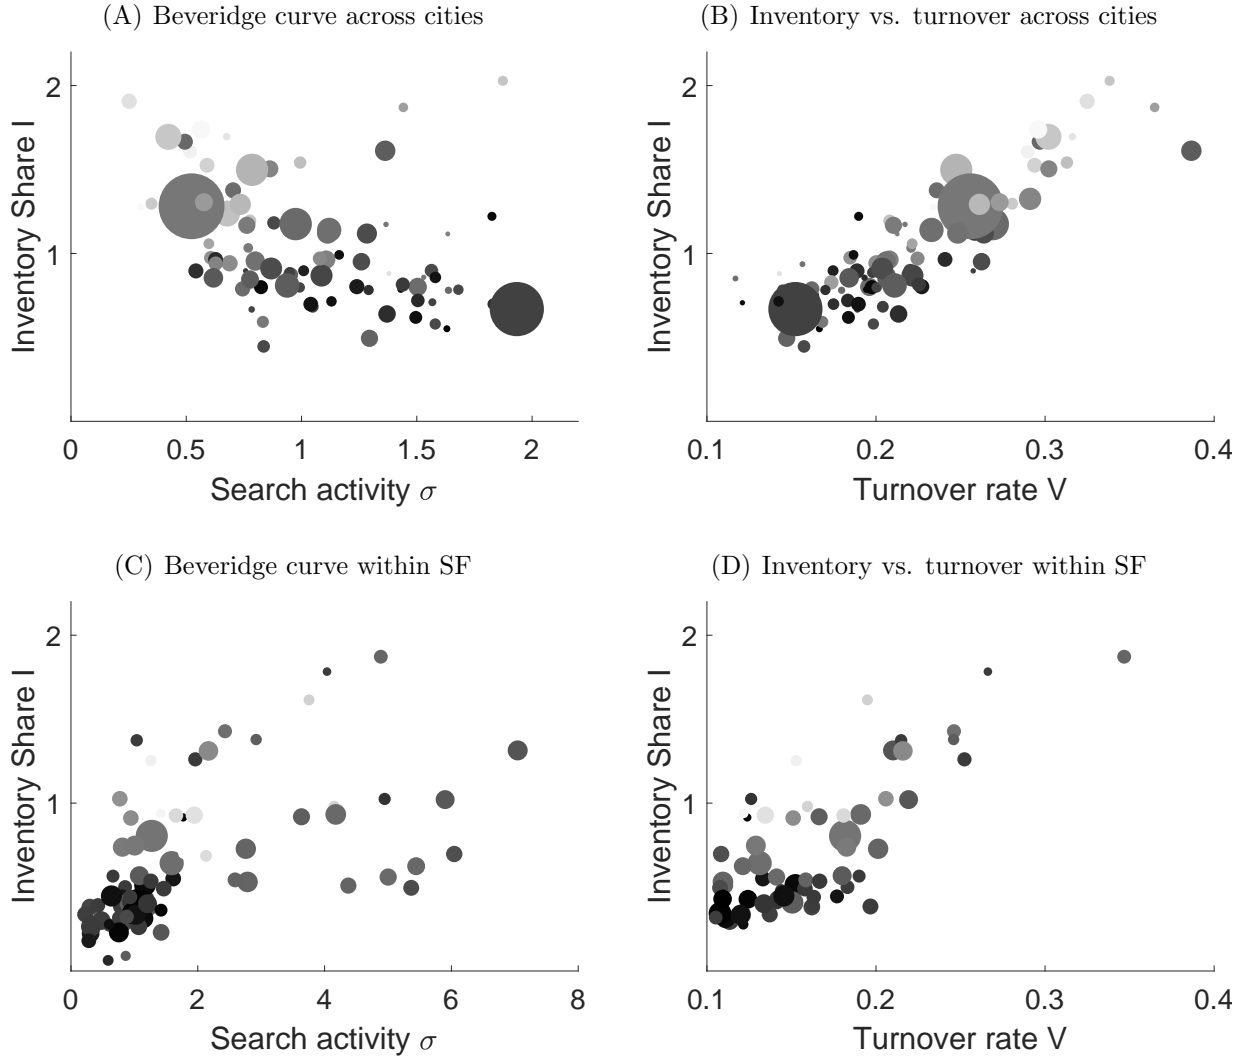 (A) Beveridge curve across cities
(B) Inventory vs. turnover across cities
Inventory Share I
2
1
0
0.5
1
1.5
2
Search activity σ
Inventory Share I
2
1
0.1
0.2
0.3
0.4
Turnover rate V
(C) Beveridge curve within SF
(D) Inventory vs. turnover within SF
Inventory Share I
2
1
0
2
4
6
8
Search activity σ
Inventory Share I
2
1
0.1
0.2
0.3
0.4
Turnover rate V